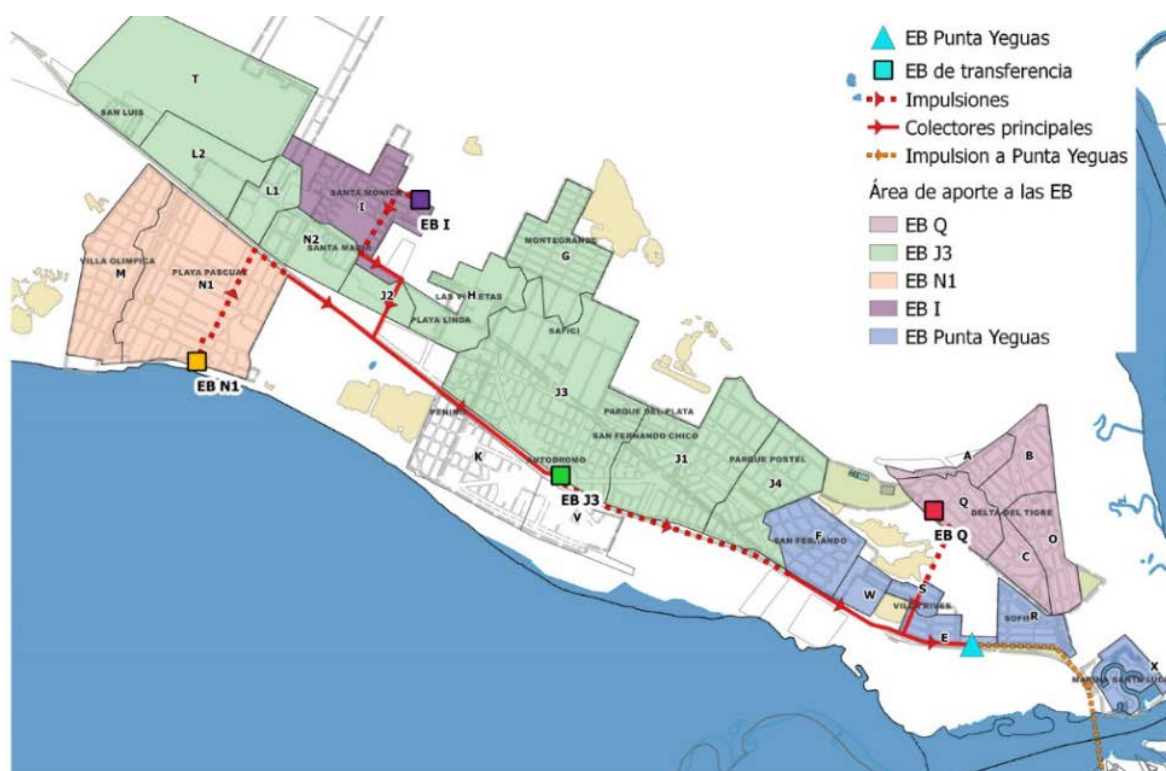 EB Punta Yeguas
EB de transferencia
Impulsiones
Colectores principales
Impulsion a Punta Yeguas
Área de aporte a las EB
EB Q
EB J3
EB N1
EB I
EB Punta Yeguas
T
SAN LUIS
L2
L1
SANTA MONICA
I
EB I
N2
SANTA MARIA
MONTEGRANDE
G
VILLA OLIMPICA
M
PLAYA PASCUAL
N1
J2
H
PLAYA LINDA
SAFICI
EB N1
J3
PARQUE DEL PLATA
SAN FERNANDO CHICO
J1
PARQUE POSTEL
J4
K
AUTODROMO
EB J3
V
A
B
Q
DELTA DEL TIGRE
O
EB Q
C
SAN FERNANDO
F
W
S
VILLA RIVES
E
R
X